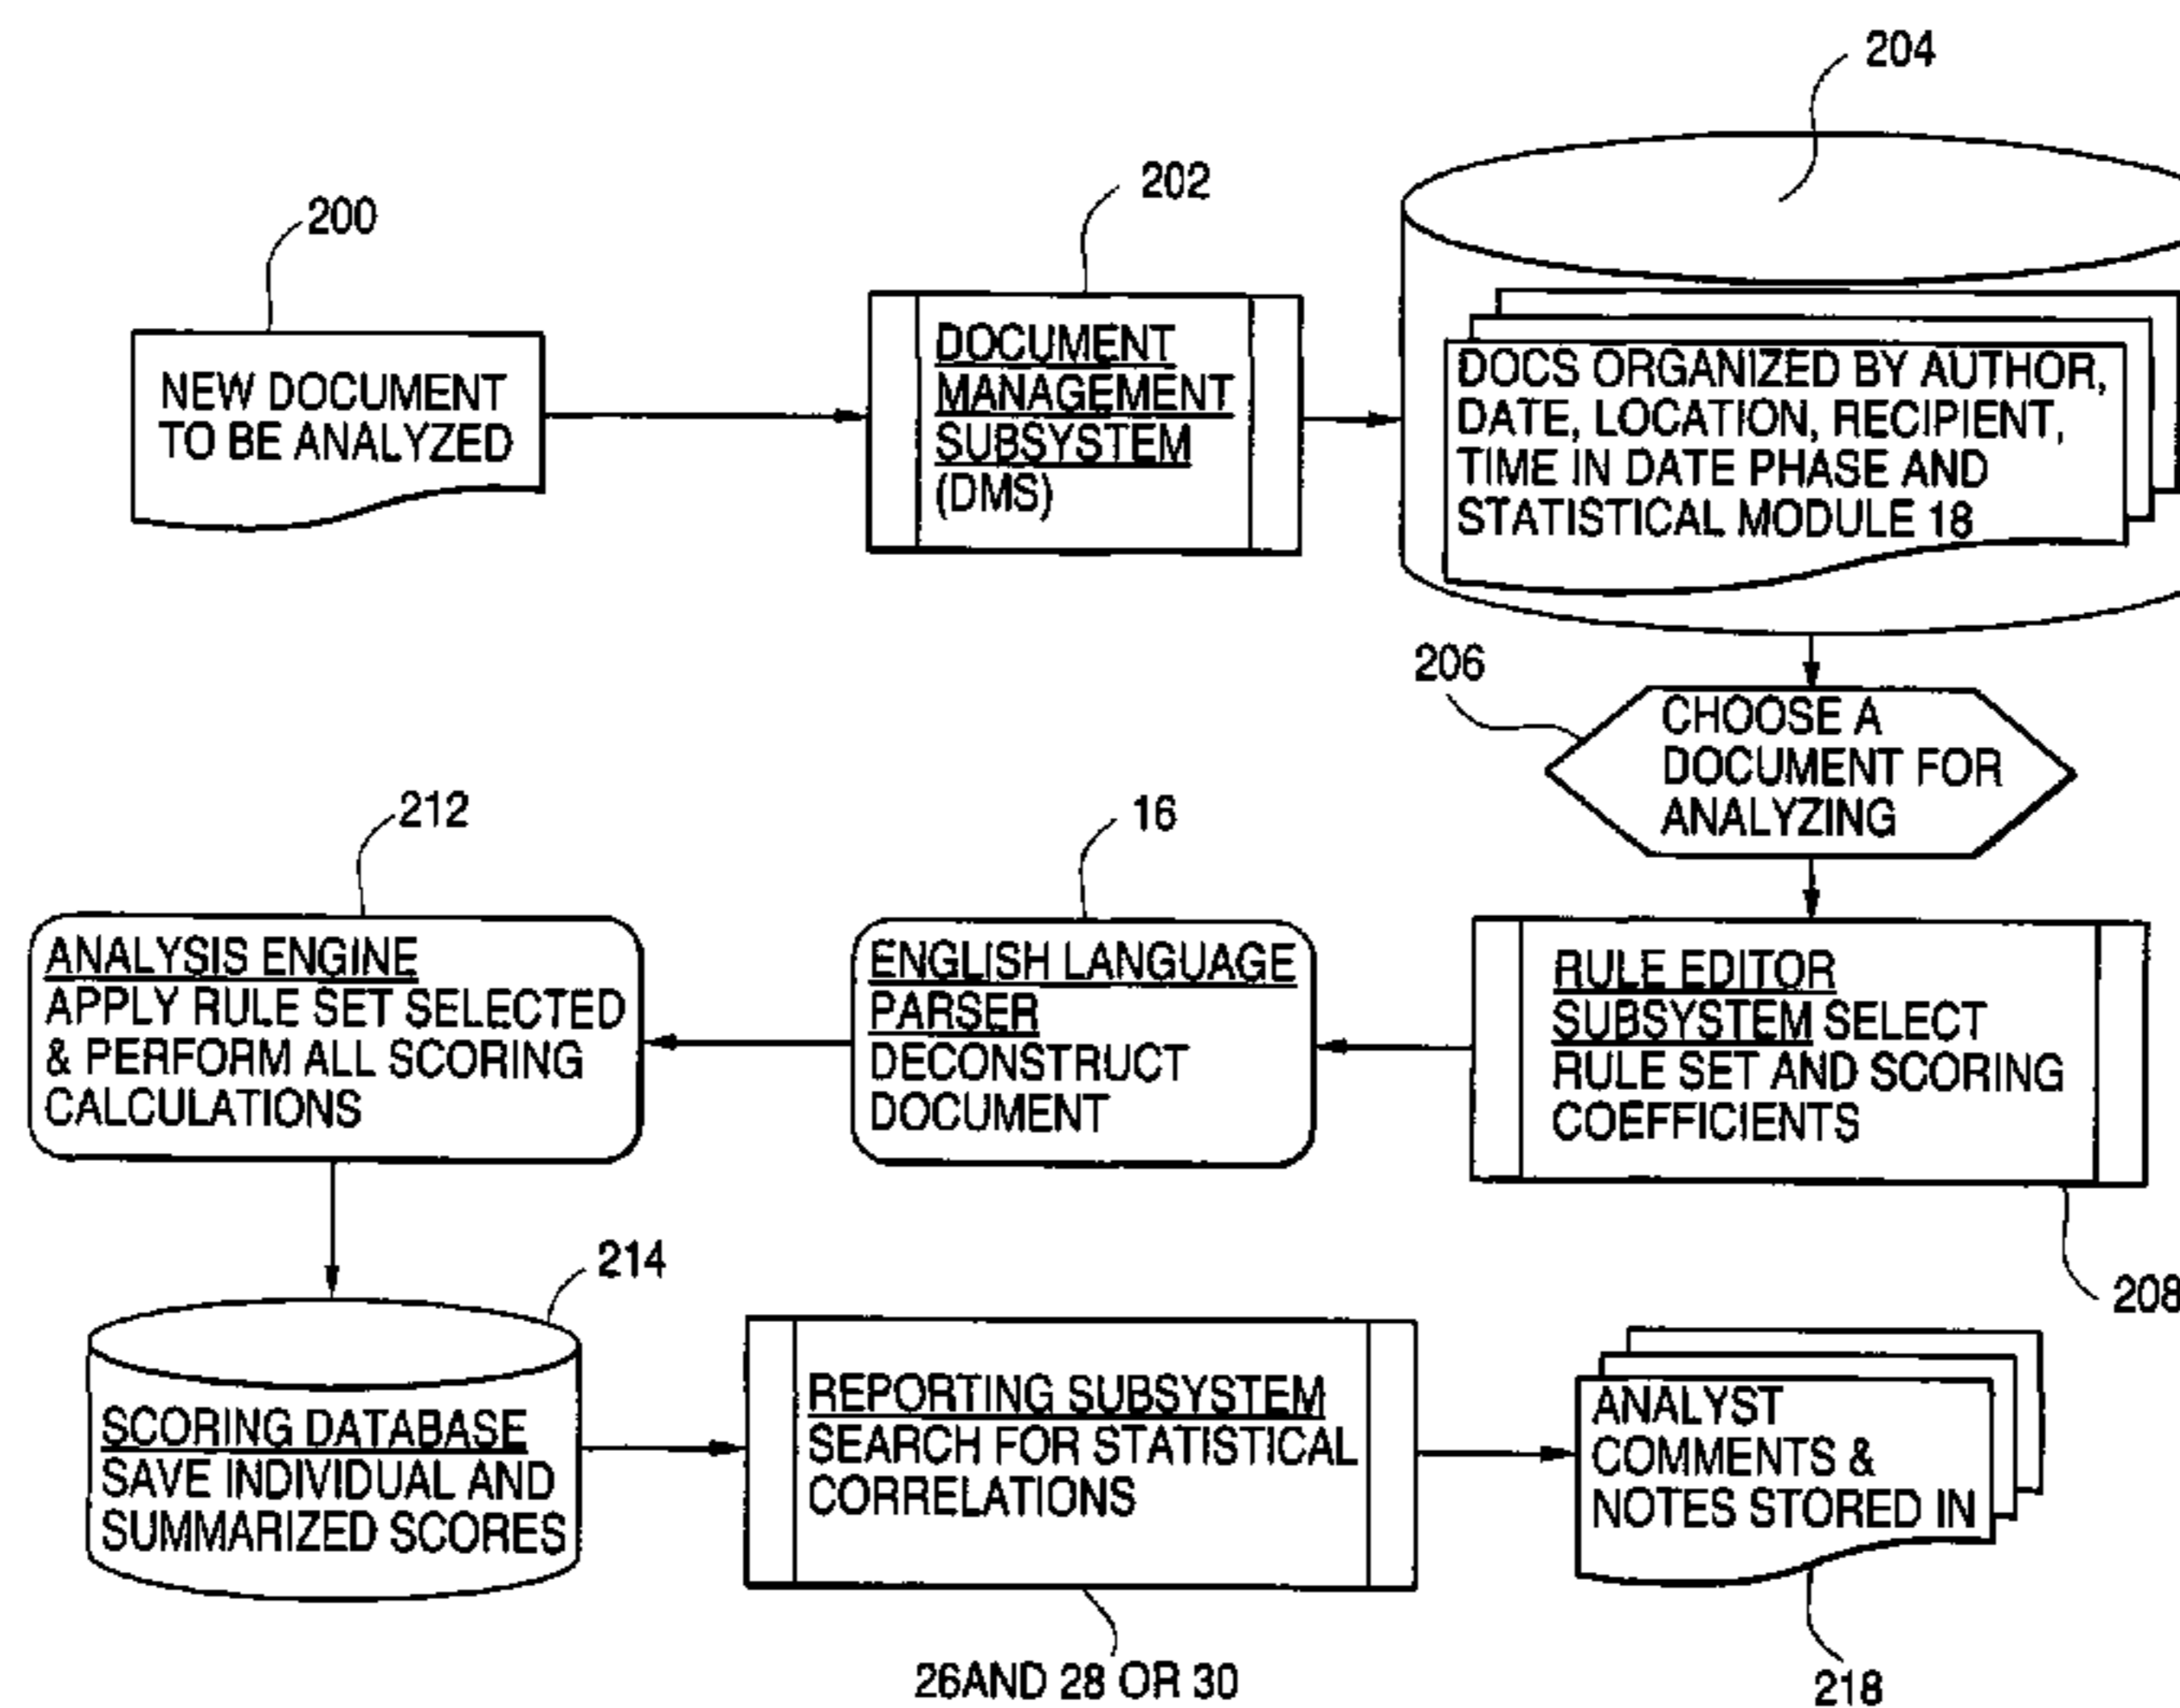 204
202
200
NEW DOCUMENT
TO BE ANALYZED
DOCUMENT
MANAGEMENT
SUBSYSTEM
(DMS)
DOCS ORGANIZED BY AUTHOR,
DATE, LOCATION, RECIPIENT,
TIME IN DATE PHASE AND
STATISTICAL MODULE 18
206
CHOOSE A
DOCUMENT FOR
ANALYZING
212
16
ANALYSIS ENGINE
APPLY RULE SET SELECTED
& PERFORM ALL SCORING
CALCULATIONS
ENGLISH LANGUAGE
PARSER
DECONSTRUCT
DOCUMENT
RULE EDITOR
SUBSYSTEM SELECT
RULE SET AND SCORING
COEFFICIENTS
208
214
SCORING DATABASE
SAVE INDIVIDUAL AND
SUMMARIZED SCORES
REPORTING SUBSYSTEM
SEARCH FOR STATISTICAL
CORRELATIONS
ANALYST
COMMENTS &
NOTES STORED IN
26AND 28 OR 30
218